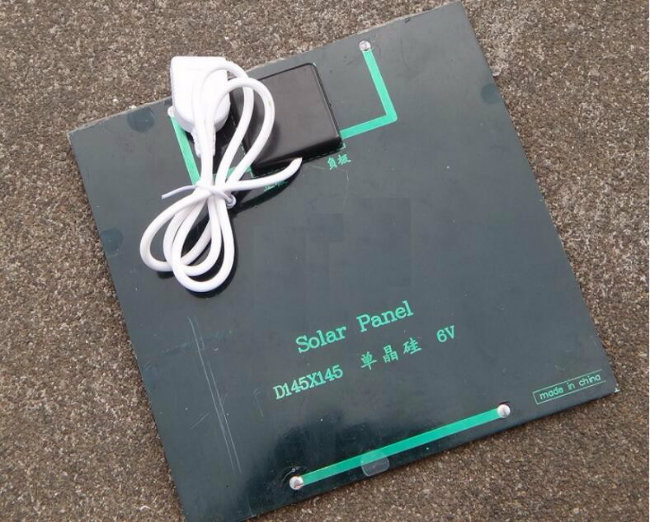 负极
Solar Panel
D145X145 单晶硅 6V
made in china